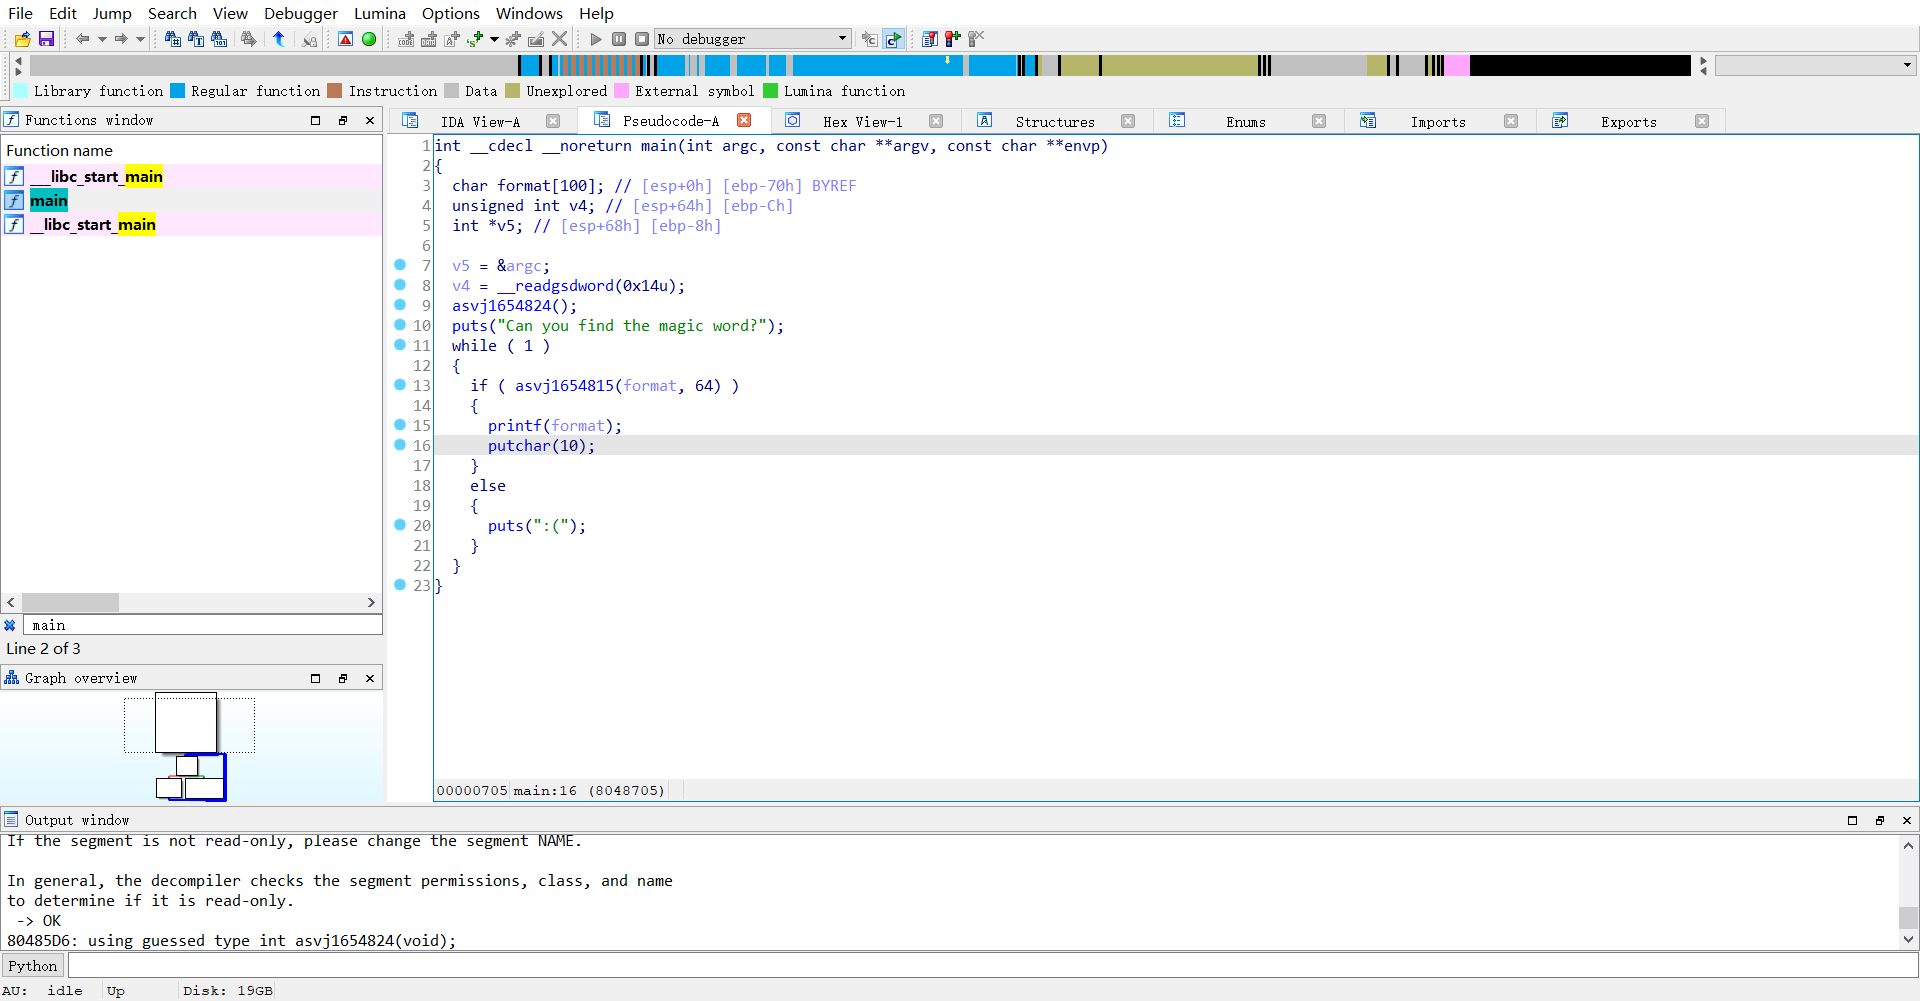 File Edit Jump Search View Debugger Lumina Options Windows Help
No debugger
Library function Regular function Instruction Data Unexplored External symbol Lumina function
Functions window
Function name
__libc_start_main
main
__libc_start_main
main
Line 2 of 3
Graph overview
IDA View-A Pseudocode-A Hex View-1 Structures Enums Imports Exports
1 int __cdecl __noreturn main(int argc, const char **argv, const char **envp)
2 {
3 char format[100]; // [esp+0h] [ebp-70h] BYREF
4 unsigned int v4; // [esp+64h] [ebp-Ch]
5 int *v5; // [esp+68h] [ebp-8h]
6
7 v5 = &argc;
8 v4 = __readgsdword(0x14u);
9 asvj1654824();
10 puts("Can you find the magic word?");
11 while ( 1 )
12 {
13 if ( asvj1654815(format, 64) )
14 {
15 printf(format);
16 putchar(10);
17 }
18 else
19 {
20 puts(":(");
21 }
22 }
23 }
00000705 main:16 (8048705)
Output window
If the segment is not read-only, please change the segment NAME.
In general, the decompiler checks the segment permissions, class, and name
to determine if it is read-only.
-> OK
80485D6: using guessed type int asvj1654824(void);
Python
AU: idle Up Disk: 19GB